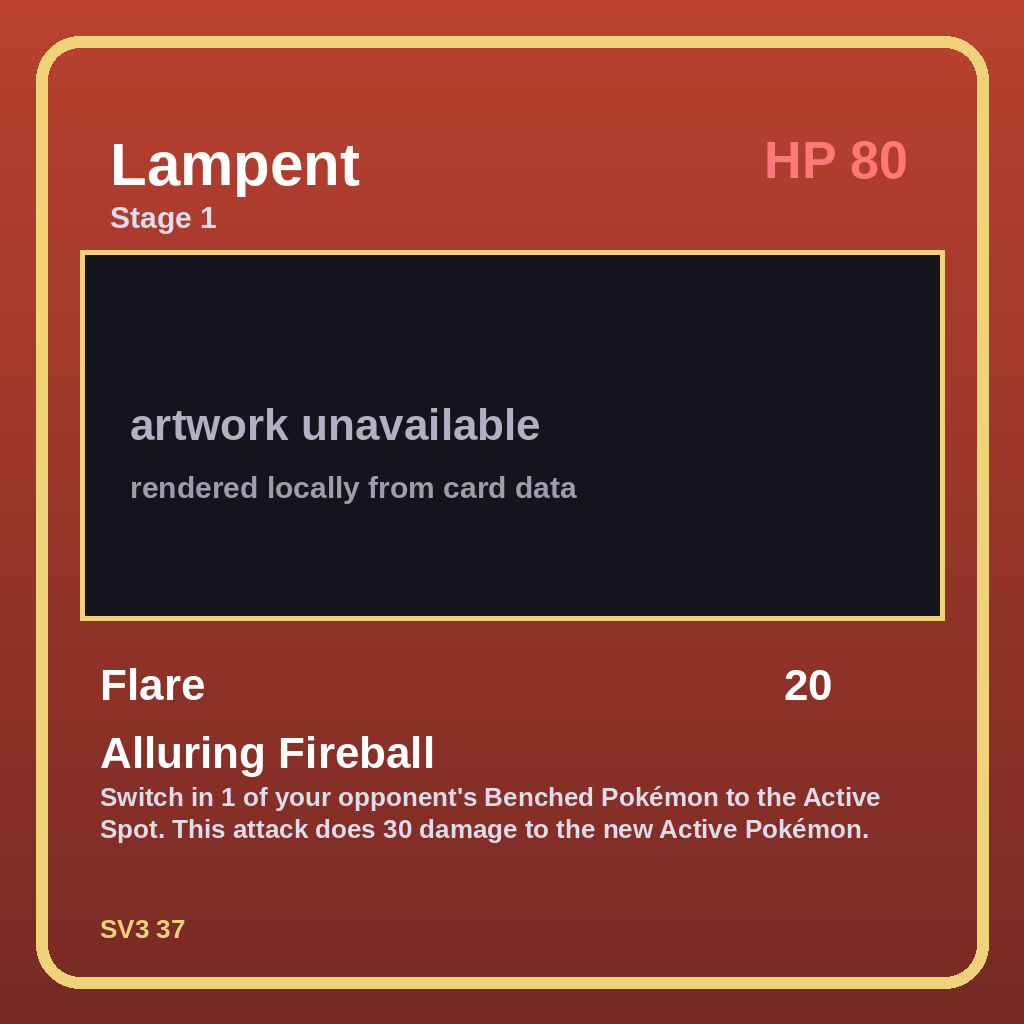 Lampent
HP 80
Stage 1
artwork unavailable
rendered locally from card data
Flare 20
Alluring Fireball
Switch in 1 of your opponent's Benched Pokémon to the Active
Spot. This attack does 30 damage to the new Active Pokémon.
SV3 37